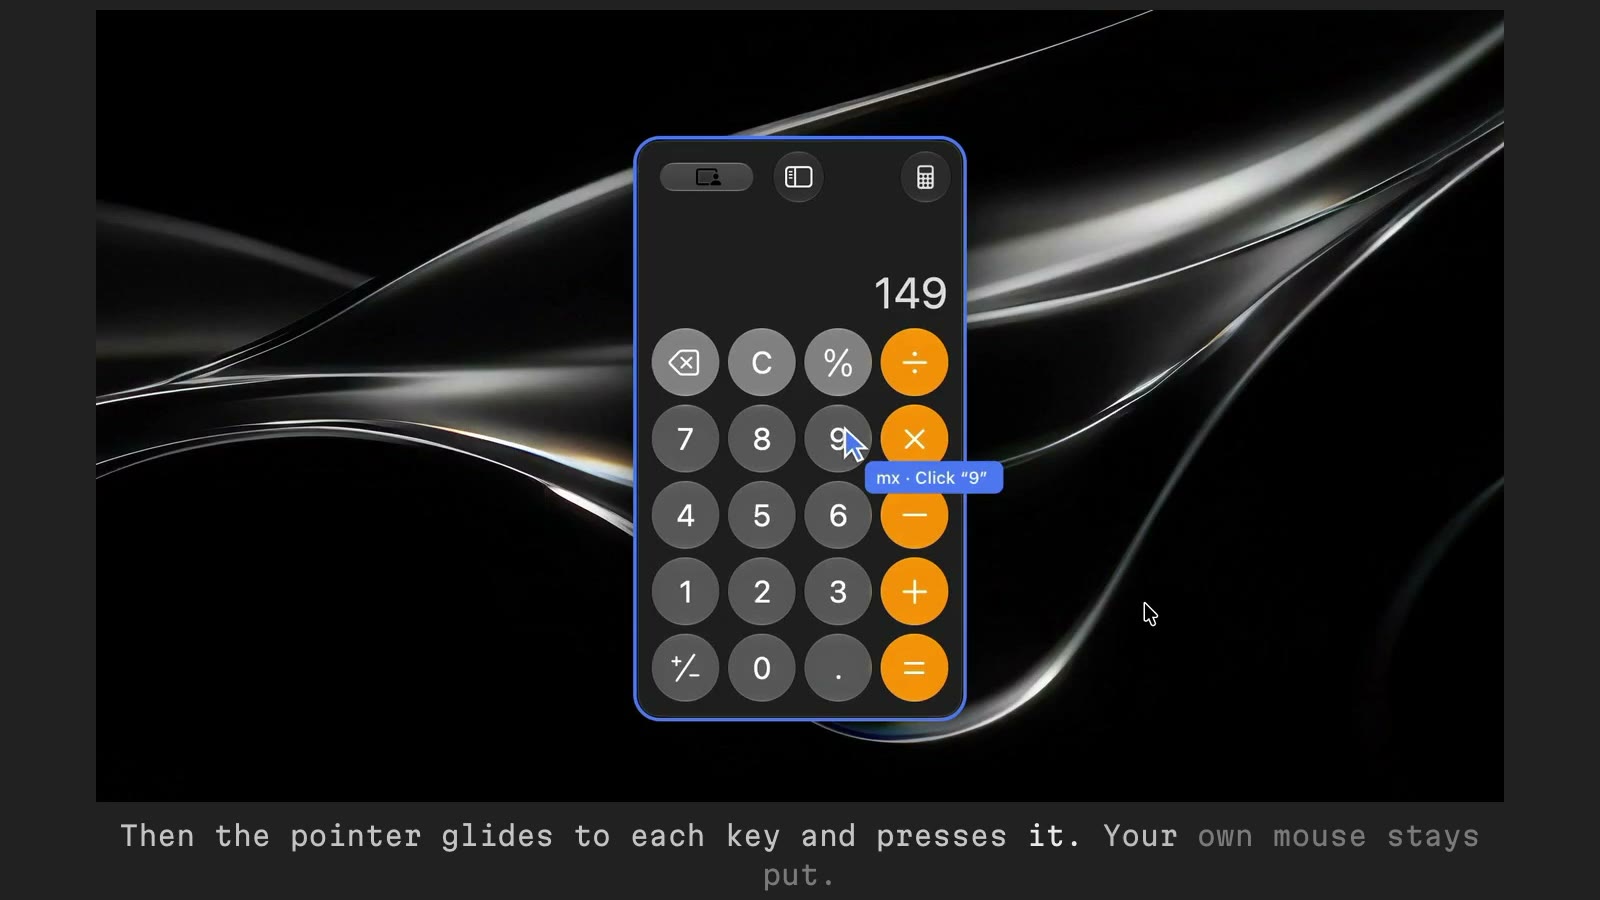 149
C % ÷
7 8 9 ×
mx · Click “9”
4 5 6 −
1 2 3 +
+/− 0 . =
Then the pointer glides to each key and presses it. Your own mouse stays
put.